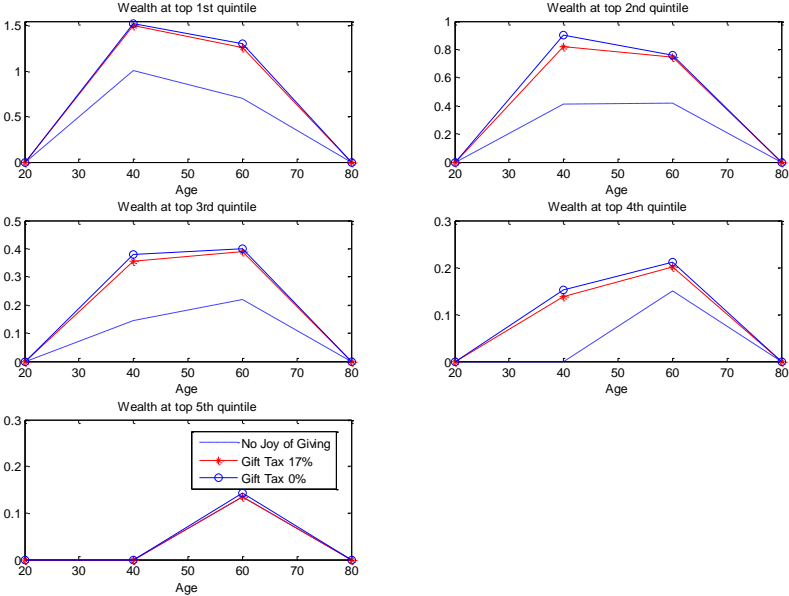 Wealth at top 1st quintile
1.5
1
0.5
0
20 30 40 50 60 70 80
Age
Wealth at top 2nd quintile
1
0.8
0.6
0.4
0.2
0
20 30 40 50 60 70 80
Age
Wealth at top 3rd quintile
0.5
0.4
0.3
0.2
0.1
0
20 30 40 50 60 70 80
Age
Wealth at top 4th quintile
0.3
0.2
0.1
0
20 30 40 50 60 70 80
Age
Wealth at top 5th quintile
0.3
0.2
0.1
0
20 30 40 50 60 70 80
Age
No Joy of Giving
Gift Tax 17%
Gift Tax 0%